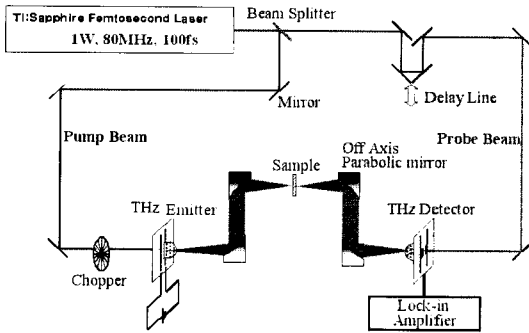 TI:Sapphire Femtosecond Laser
1W, 80MHz, 100fs
Beam Splitter
Mirror
Delay Line
Pump Beam
Probe Beam
Off Axis
Parabolic mirror
Sample
THz Emitter
THz Detector
Chopper
Lock-in
Amplifier